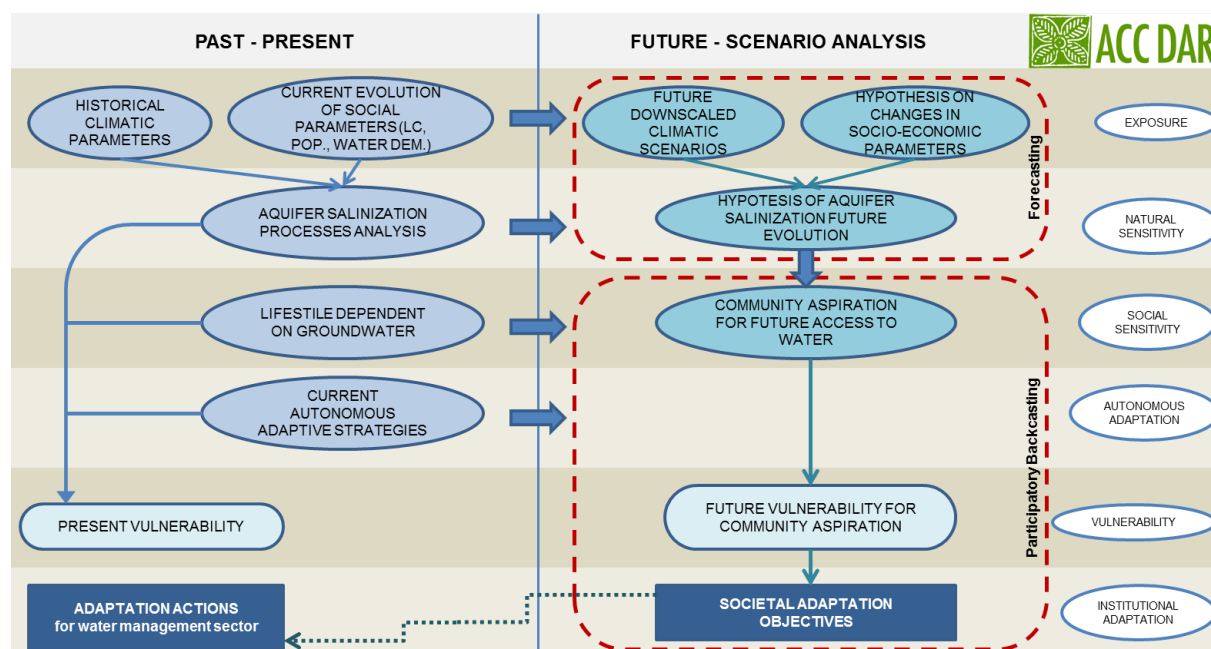 PAST - PRESENT
FUTURE - SCENARIO ANALYSIS
ACC DAR
HISTORICAL
CLIMATIC
PARAMETERS
CURRENT EVOLUTION
OF SOCIAL
PARAMETERS (LC,
POP., WATER DEM.)
FUTURE
DOWNSCALED
CLIMATIC
SCENARIOS
HYPOTHESIS ON
CHANGES IN
SOCIO-ECONOMIC
PARAMETERS
EXPOSURE
Forecasting
AQUIFER SALINIZATION
PROCESSES ANALYSIS
HYPOTESIS OF AQUIFER
SALINIZATION FUTURE
EVOLUTION
NATURAL
SENSITIVITY
LIFESTILE DEPENDENT
ON GROUNDWATER
COMMUNITY ASPIRATION
FOR FUTURE ACCESS TO
WATER
SOCIAL
SENSITIVITY
CURRENT
AUTONOMOUS
ADAPTIVE STRATEGIES
AUTONOMOUS
ADAPTATION
Participatory Backcasting
PRESENT VULNERABILITY
FUTURE VULNERABILITY FOR
COMMUNITY ASPIRATION
VULNERABILITY
ADAPTATION ACTIONS
for water management sector
SOCIETAL ADAPTATION
OBJECTIVES
INSTITUTIONAL
ADAPTATION